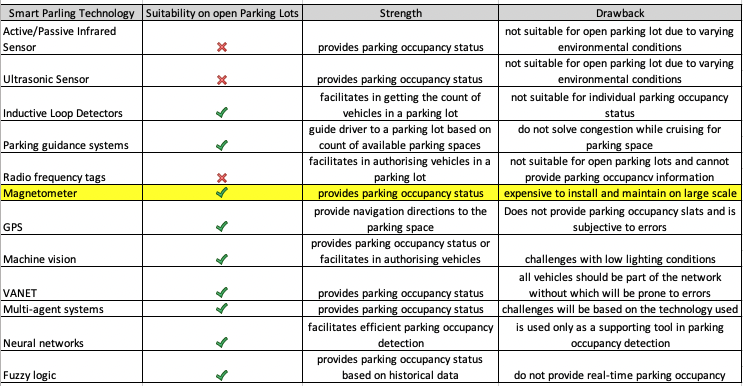 Smart Parling Technology Suitability on open Parking Lots Strength Drawback
Active/Passive Infrared not suitable for open parking lot due to varying
Sensor provides parking occupancy status environmental conditions
not suitable for open parking lot due to varying
Ultrasonic Sensor provides parking occupancy status environmental conditions
facilitates in getting the count of not suitable for individual parking occupancy
Inductive Loop Detectors vehicles in a parking lot status
guide driver to a parking lot based on do not solve congestion while cruising for
Parking guidance systems count of available parking spaces parking space
facilitates in authorising vehicles in a not suitable for open parking lots and cannot
Radio frequency tags parking lot provide parking occupancy information
Magnetometer provides parking occupancy status expensive to install and maintain on large scale
provide navigation directions to the Does not provide parking occupancy slats and is
GPS parking space subjective to errors
provides parking occupancy status or
Machine vision facilitates in authorising vehicles challenges with low lighting conditions
all vehicles should be part of the network
VANET provides parking occupancy status without which will be prone to errors
Multi-agent systems provides parking occupancy status challenges will be based on the technology used
facilitates efficient parking occupancy is used only as a supporting tool in parking
Neural networks detection occupancy detection
provides parking occupancy status
Fuzzy logic based on historical data do not provide real-time parking occupancy